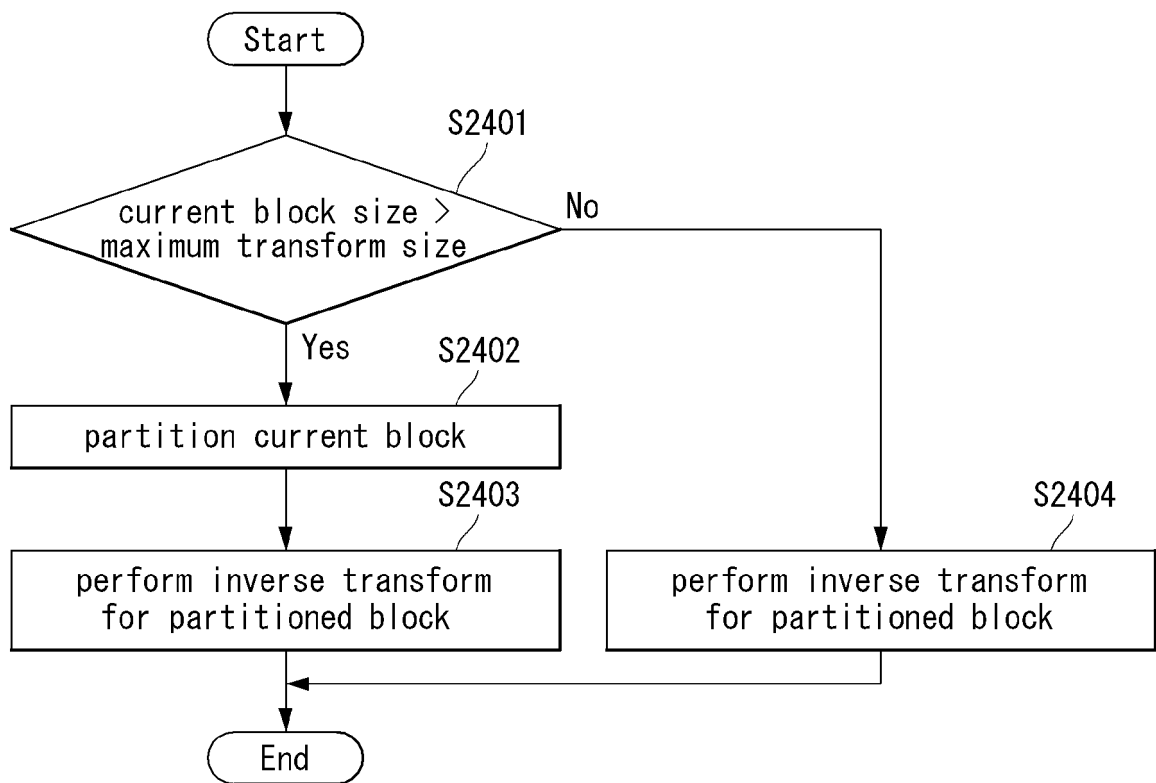 Start
S2401
current block size >
maximum transform size
No
Yes
S2402
partition current block
S2403
perform inverse transform
for partitioned block
S2404
perform inverse transform
for partitioned block
End